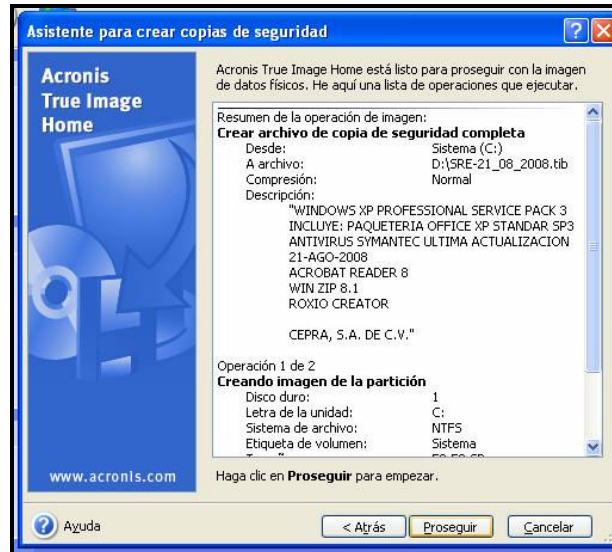 Asistente para crear copias de seguridad
Acronis
True Image
Home
Acronis True Image Home está listo para proseguir con la imagen
de datos físicos. He aquí una lista de operaciones que ejecutar.
Resumen de la operación de imagen:
Crear archivo de copia de seguridad completa
Desde: Sistema (C:)
A archivo: D:\SRE-21_08_2008.tib
Compresión: Normal
Descripción:
"WINDOWS XP PROFESSIONAL SERVICE PACK 3
INCLUYE: PAQUETERIA OFFICE XP STANDAR SP3
ANTIVIRUS SYMANTEC ULTIMA ACTUALIZACION
21-AGO-2008
ACROBAT READER 8
WIN ZIP 8.1
ROXIO CREATOR
CEPRA, S.A. DE C.V."
Operación 1 de 2
Creando imagen de la partición
Disco duro: 1
Letra de la unidad: C:
Sistema de archivo: NTFS
Etiqueta de volumen: Sistema
www.acronis.com
Haga clic en Proseguir para empezar.
Ayuda
< Atrás
Proseguir
Cancelar